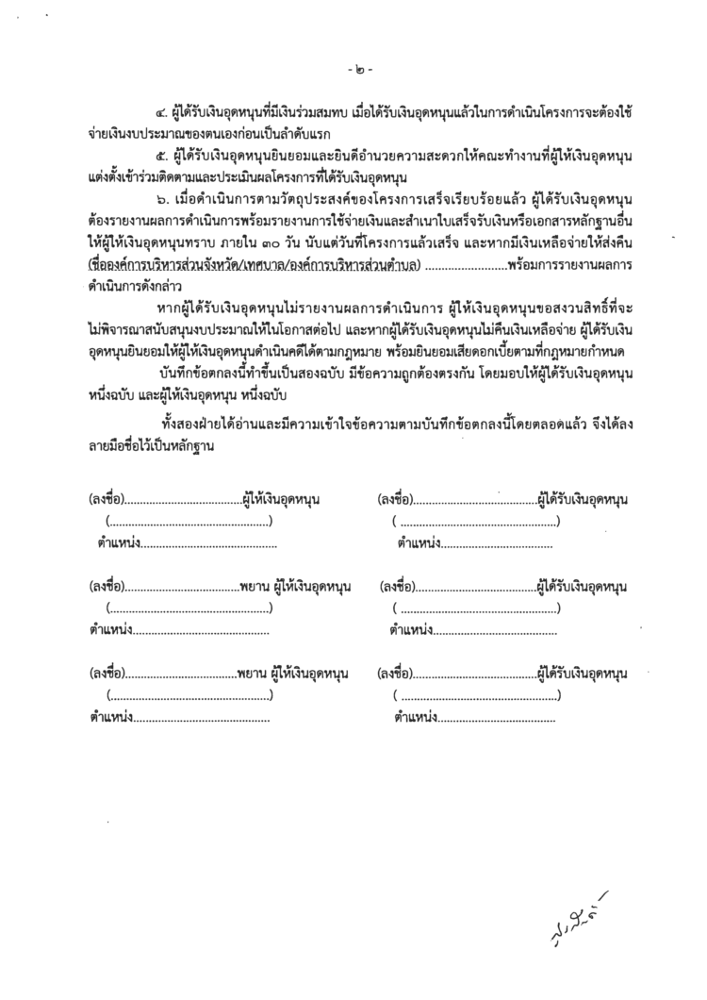 - ๒ -
๔. ผู้ได้รับเงินอุดหนุนที่มีเงินร่วมสมทบ เมื่อได้รับเงินอุดหนุนแล้วในการดำเนินโครงการจะต้องใช้
จ่ายเงินงบประมาณของตนเองก่อนเป็นลำดับแรก
๕. ผู้ได้รับเงินอุดหนุนยินยอมและยินดีอำนวยความสะดวกให้คณะทำงานที่ผู้ให้เงินอุดหนุน
แต่งตั้งเข้าร่วมติดตามและประเมินผลโครงการที่ได้รับเงินอุดหนุน
๖. เมื่อดำเนินการตามวัตถุประสงค์ของโครงการเสร็จเรียบร้อยแล้ว ผู้ได้รับเงินอุดหนุน
ต้องรายงานผลการดำเนินการพร้อมรายงานการใช้จ่ายเงินและสำเนาใบเสร็จรับเงินหรือเอกสารหลักฐานอื่น
ให้ผู้ให้เงินอุดหนุนทราบ ภายใน ๓๐ วัน นับแต่วันที่โครงการแล้วเสร็จ และหากมีเงินเหลือจ่ายให้ส่งคืน
(ชื่อองค์การบริหารส่วนจังหวัด/เทศบาล/องค์การบริหารส่วนตำบล) ..........................พร้อมการรายงานผลการ
ดำเนินการดังกล่าว
หากผู้ได้รับเงินอุดหนุนไม่รายงานผลการดำเนินการ ผู้ให้เงินอุดหนุนขอสงวนสิทธิ์ที่จะ
ไม่พิจารณาสนับสนุนงบประมาณให้ในโอกาสต่อไป และหากผู้ได้รับเงินอุดหนุนไม่คืนเงินเหลือจ่าย ผู้ได้รับเงิน
อุดหนุนยินยอมให้ผู้ให้เงินอุดหนุนดำเนินคดีได้ตามกฎหมาย พร้อมยินยอมเสียดอกเบี้ยตามที่กฎหมายกำหนด
บันทึกข้อตกลงนี้ทำขึ้นเป็นสองฉบับ มีข้อความถูกต้องตรงกัน โดยมอบให้ผู้ได้รับเงินอุดหนุน
หนึ่งฉบับ และผู้ให้เงินอุดหนุน หนึ่งฉบับ
ทั้งสองฝ่ายได้อ่านและมีความเข้าใจข้อความตามบันทึกข้อตกลงนี้โดยตลอดแล้ว จึงได้ลง
ลายมือชื่อไว้เป็นหลักฐาน
(ลงชื่อ)......................................ผู้ให้เงินอุดหนุน (ลงชื่อ)........................................ผู้ได้รับเงินอุดหนุน
(...................................................) ( ..................................................)
ตำแหน่ง............................................ ตำแหน่ง....................................
(ลงชื่อ).....................................พยาน ผู้ให้เงินอุดหนุน (ลงชื่อ).......................................ผู้ได้รับเงินอุดหนุน
(...................................................) ( ..................................................)
ตำแหน่ง............................................ ตำแหน่ง........................................
(ลงชื่อ)....................................พยาน ผู้ให้เงินอุดหนุน (ลงชื่อ)........................................ผู้ได้รับเงินอุดหนุน
(...................................................) ( ..................................................)
ตำแหน่ง............................................ ตำแหน่ง......................................